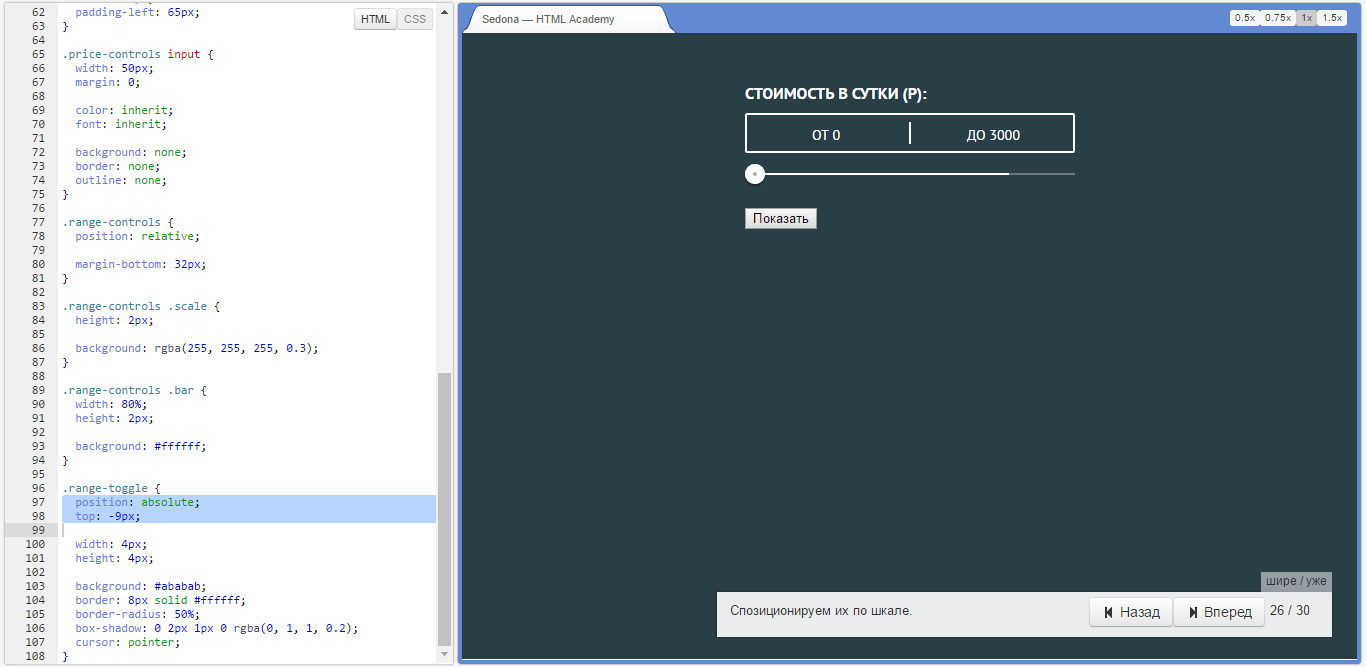 62 padding-left: 65px;
63 }
64
65 .price-controls input {
66 width: 50px;
67 margin: 0;
68
69 color: inherit;
70 font: inherit;
71
72 background: none;
73 border: none;
74 outline: none;
75 }
76
77 .range-controls {
78 position: relative;
79
80 margin-bottom: 32px;
81 }
82
83 .range-controls .scale {
84 height: 2px;
85
86 background: rgba(255, 255, 255, 0.3);
87 }
88
89 .range-controls .bar {
90 width: 80%;
91 height: 2px;
92
93 background: #ffffff;
94 }
95
96 .range-toggle {
97 position: absolute;
98 top: -9px;
99
100 width: 4px;
101 height: 4px;
102
103 background: #ababab;
104 border: 8px solid #ffffff;
105 border-radius: 50%;
106 box-shadow: 0 2px 1px 0 rgba(0, 1, 1, 0.2);
107 cursor: pointer;
108 }
HTML CSS
Sedona — HTML Academy
0.5x 0.75x 1x 1.5x
СТОИМОСТЬ В СУТКИ (Р):
ОТ 0 ДО 3000
Показать
шире / уже
Спозиционируем их по шкале.
Назад Вперед 26 / 30